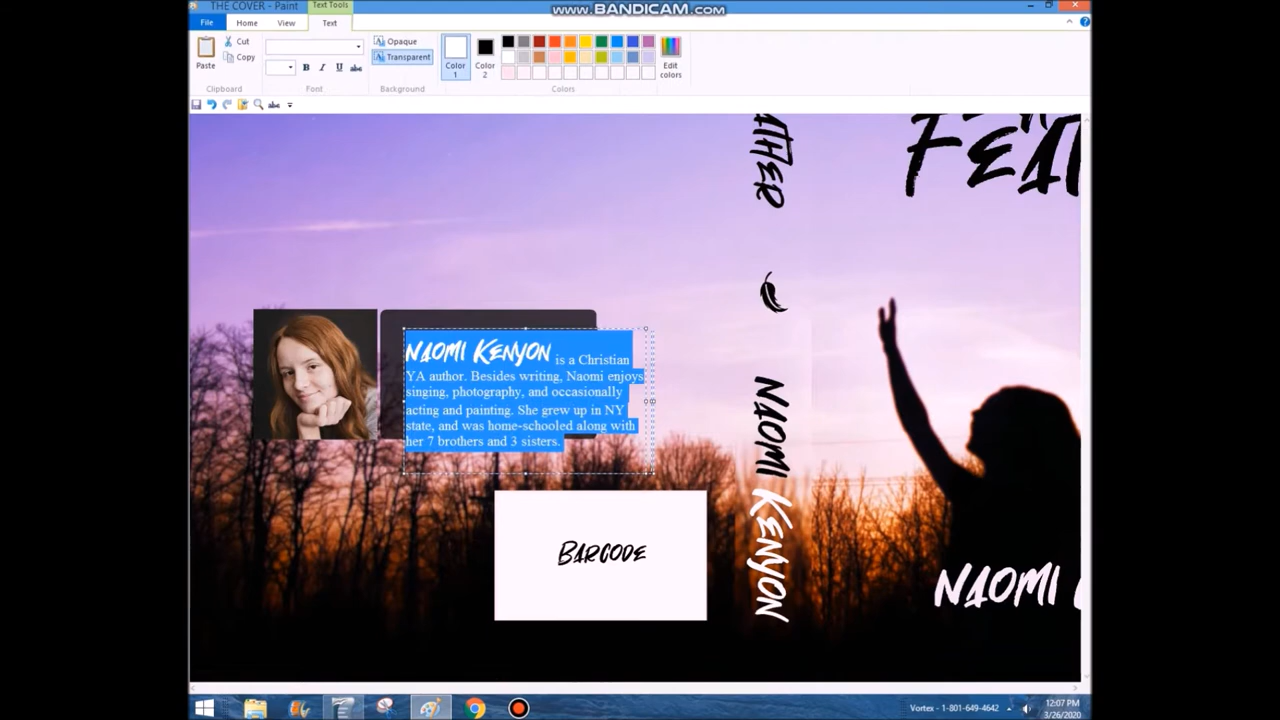 www.BANDICAM.com
THE COVER - Paint
Text Tools
File
Home
View
Text
Paste
Cut
Copy
Clipboard
B I U abc
Font
Opaque
Transparent
Background
Color 1
Color 2
Edit colors
Colors
abc
ATHER
FEA
NAOMI KENYON is a Christian
YA author. Besides writing, Naomi enjoys
singing, photography, and occasionally
acting and painting. She grew up in NY
state, and was home-schooled along with
her 7 brothers and 3 sisters.
BARCODE
NAOMI KENYON
NAOMI
Vortex - 1-801-649-4642
12:07 PM
3/26/2020